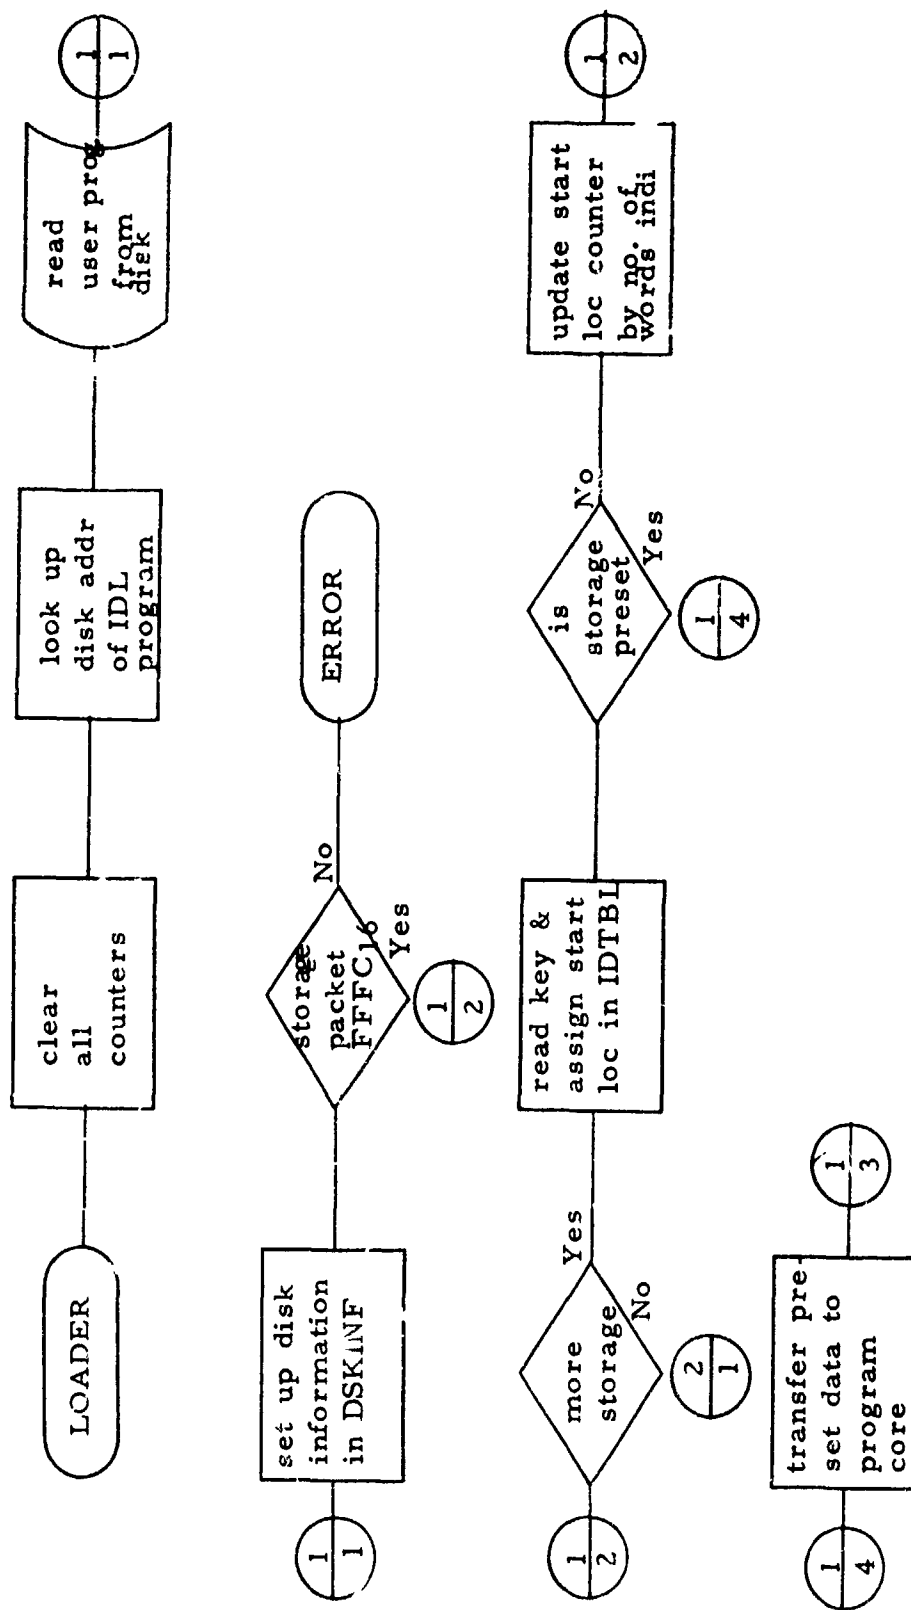 LOADER
clear
all
counters
look up
disk addr
of IDL
program
read
user prog
from
disk
1
1
1
1
set up disk
information
in DSKINF
storage
packet
FFFC16
No
Yes
1
2
ERROR
1
2
more
storage
Yes
No
2
1
read key &
assign start
loc in IDTBL
is
storage
preset
No
Yes
1
4
update start
loc counter
by no. of
words indi
1
2
1
4
transfer pre-
set data to
program
core
1
3